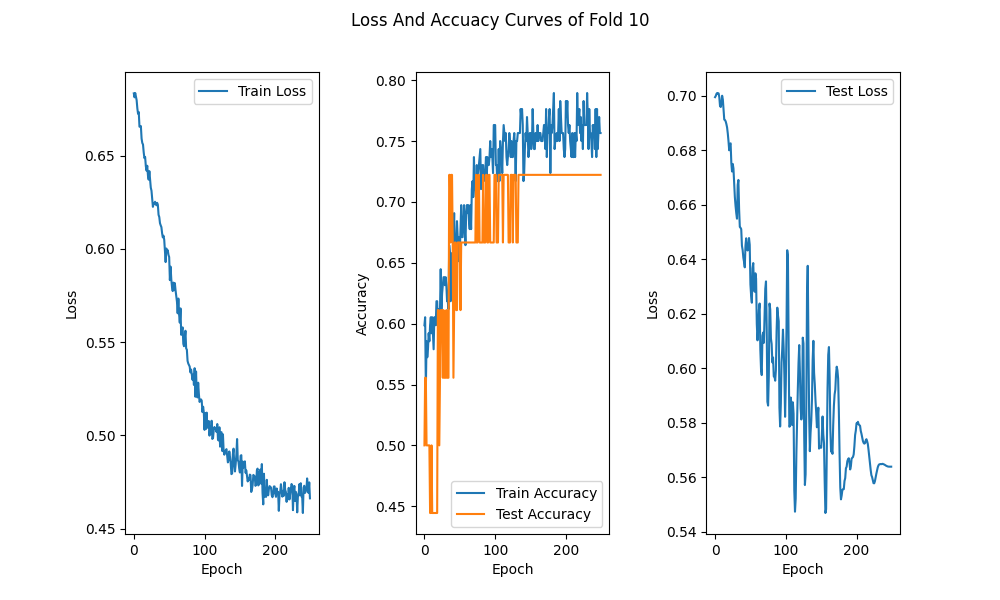 Loss And Accuacy Curves of Fold 10
Train Loss
0.65
0.60
0.55
0.50
0.45
Loss
0
100
200
Epoch
0.80
0.75
0.70
0.65
0.60
0.55
0.50
0.45
Accuracy
Train Accuracy
Test Accuracy
0
100
200
Epoch
Test Loss
0.70
0.68
0.66
0.64
0.62
0.60
0.58
0.56
0.54
Loss
0
100
200
Epoch